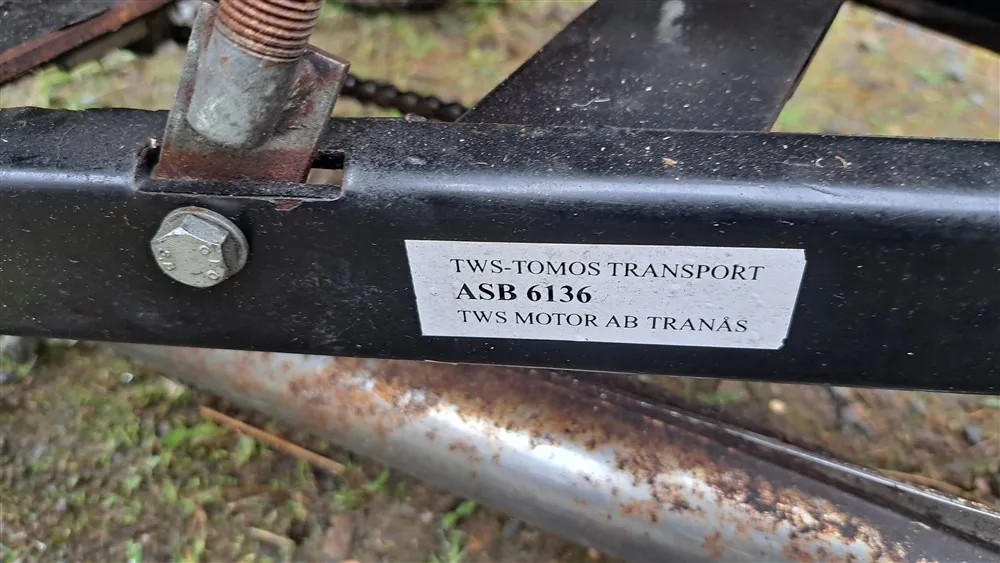 TWS-TOMOS TRANSPORT
ASB 6136
TWS MOTOR AB TRANÅS